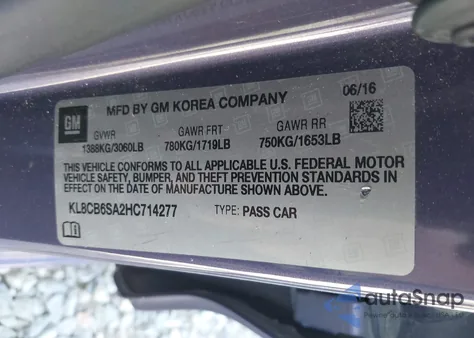 MFD BY GM KOREA COMPANY 06/16
GM
GVWR GAWR FRT GAWR RR
1388KG/3060LB 780KG/1719LB 750KG/1653LB
THIS VEHICLE CONFORMS TO ALL APPLICABLE U.S. FEDERAL MOTOR
VEHICLE SAFETY, BUMPER, AND THEFT PREVENTION STANDARDS IN
EFFECT ON THE DATE OF MANUFACTURE SHOWN ABOVE.
KL8CB6SA2HC714277 TYPE: PASS CAR
autoSnap